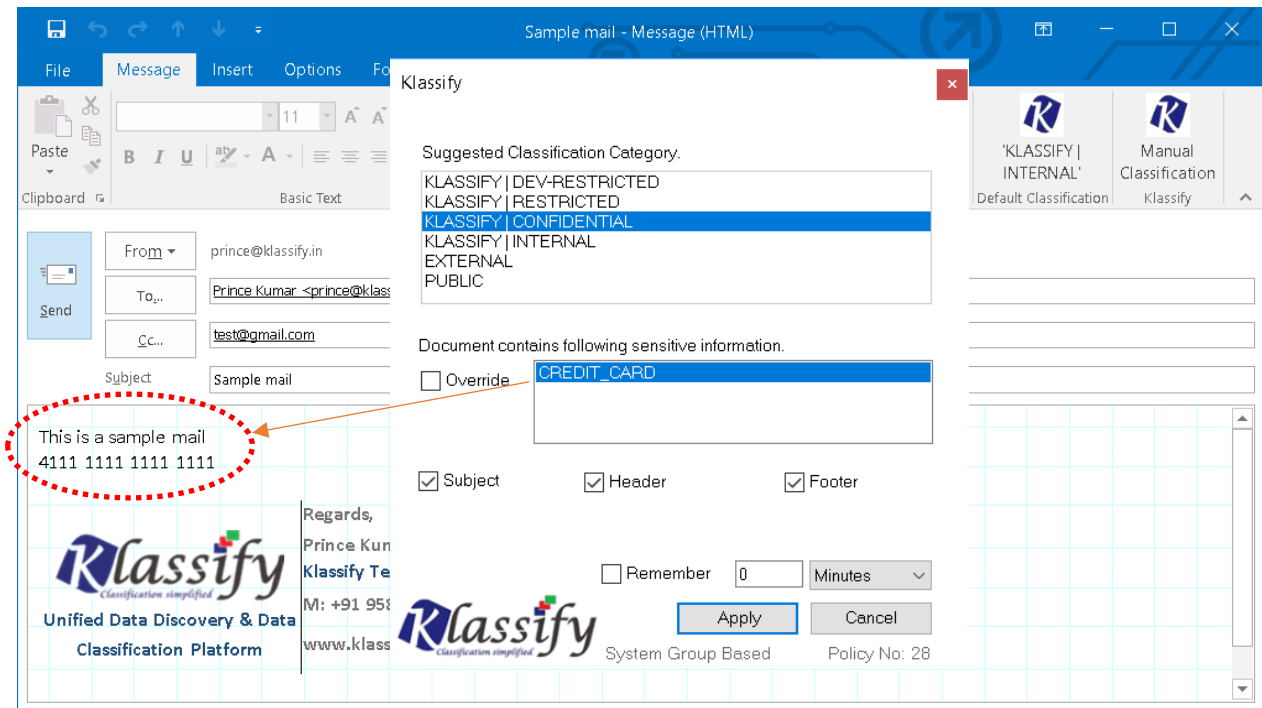 Sample mail - Message (HTML)
File Message Insert Options Fo
Klassify
Paste
11
B I U
A
Clipboard
Basic Text
'KLASSIFY | INTERNAL'
Default Classification
Manual Classification
Klassify
Suggested Classification Category.
KLASSIFY | DEV-RESTRICTED
KLASSIFY | RESTRICTED
KLASSIFY | CONFIDENTIAL
KLASSIFY | INTERNAL
EXTERNAL
PUBLIC
Send
From prince@klassify.in
To... Prince Kumar <prince@klass
Cc... test@gmail.com
Subject Sample mail
Document contains following sensitive information.
Override CREDIT_CARD
Subject Header Footer
Remember 0 Minutes
Apply Cancel
System Group Based Policy No: 28
Klassify
Classification simplified
This is a sample mail
4111 1111 1111 1111
Klassify
Classification simplified
Unified Data Discovery & Data
Classification Platform
Regards,
Prince Kun
Klassify Te
M: +91 958
www.klass